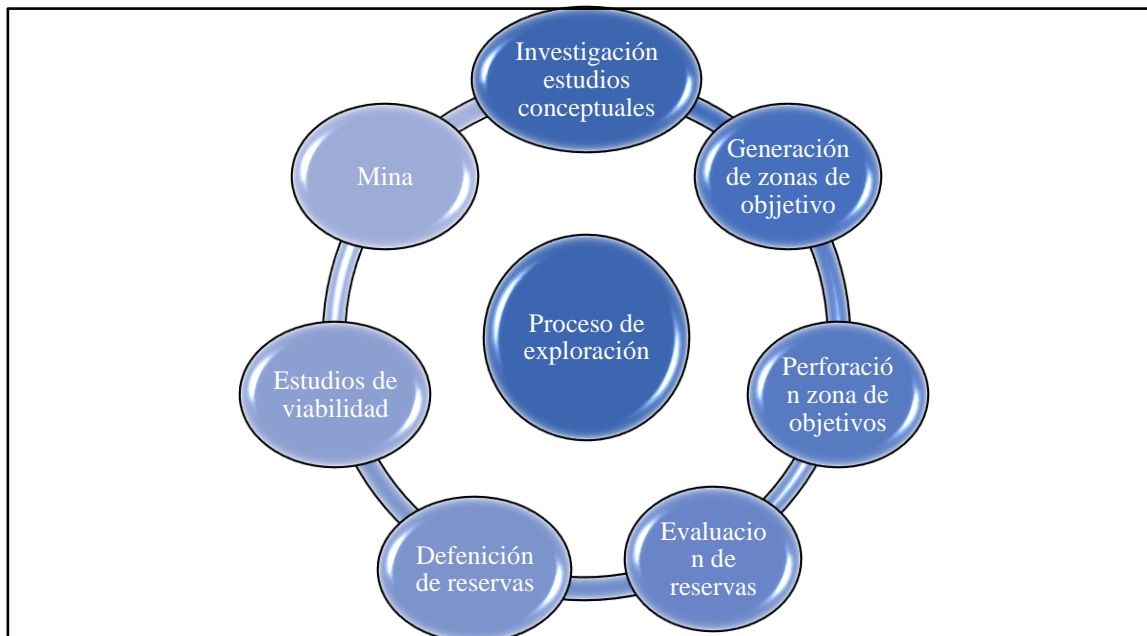 Investigación
estudios
conceptuales
Generación
de zonas de
objjetivo
Perforació
n zona de
objetivos
Evaluacio
n de
reservas
Defenición
de reservas
Estudios de
viabilidad
Mina
Proceso de
exploración